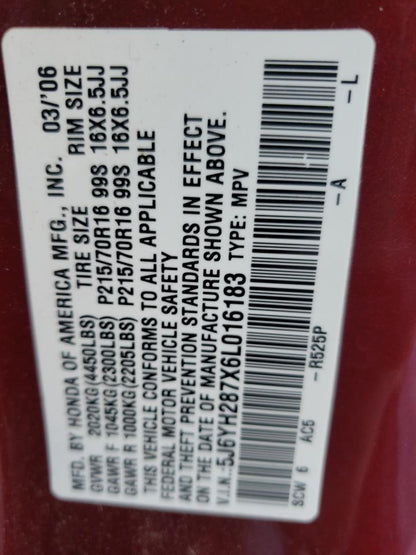 MFD. BY HONDA OF AMERICA MFG., INC. 03/'06
GVWR 2020KG(4450LBS) TIRE SIZE RIM SIZE
GAWR F 1045KG(2300LBS) P215/70R16 99S 16X6.5JJ
GAWR R 1000KG(2205LBS) P215/70R16 99S 16X6.5JJ
THIS VEHICLE CONFORMS TO ALL APPLICABLE
FEDERAL MOTOR VEHICLE SAFETY
AND THEFT PREVENTION STANDARDS IN EFFECT
ON THE DATE OF MANUFACTURE SHOWN ABOVE.
V.I.N.:5J6YH287X6L016183 TYPE: MPV
SCW 6 AC5 -R525P -A -L